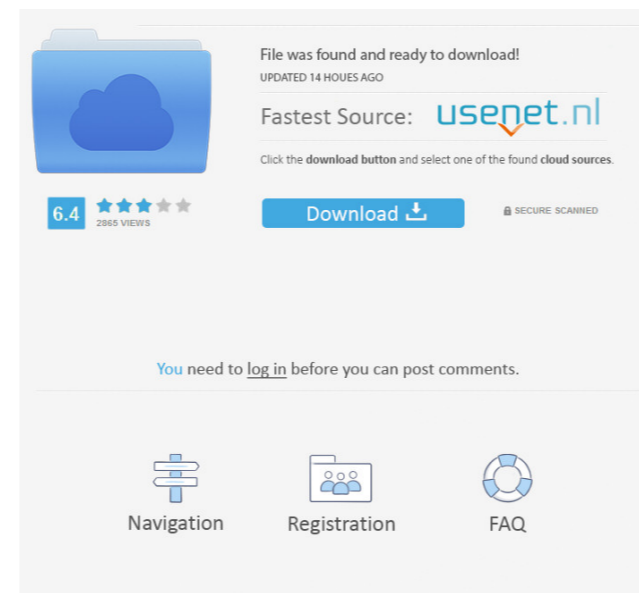 File was found and ready to download!
UPDATED 14 HOUES AGO
Fastest Source: usenet.nl
Click the download button and select one of the found cloud sources.
6.4
2865 VIEWS
Download
SECURE SCANNED
You need to log in before you can post comments.
Navigation
Registration
FAQ